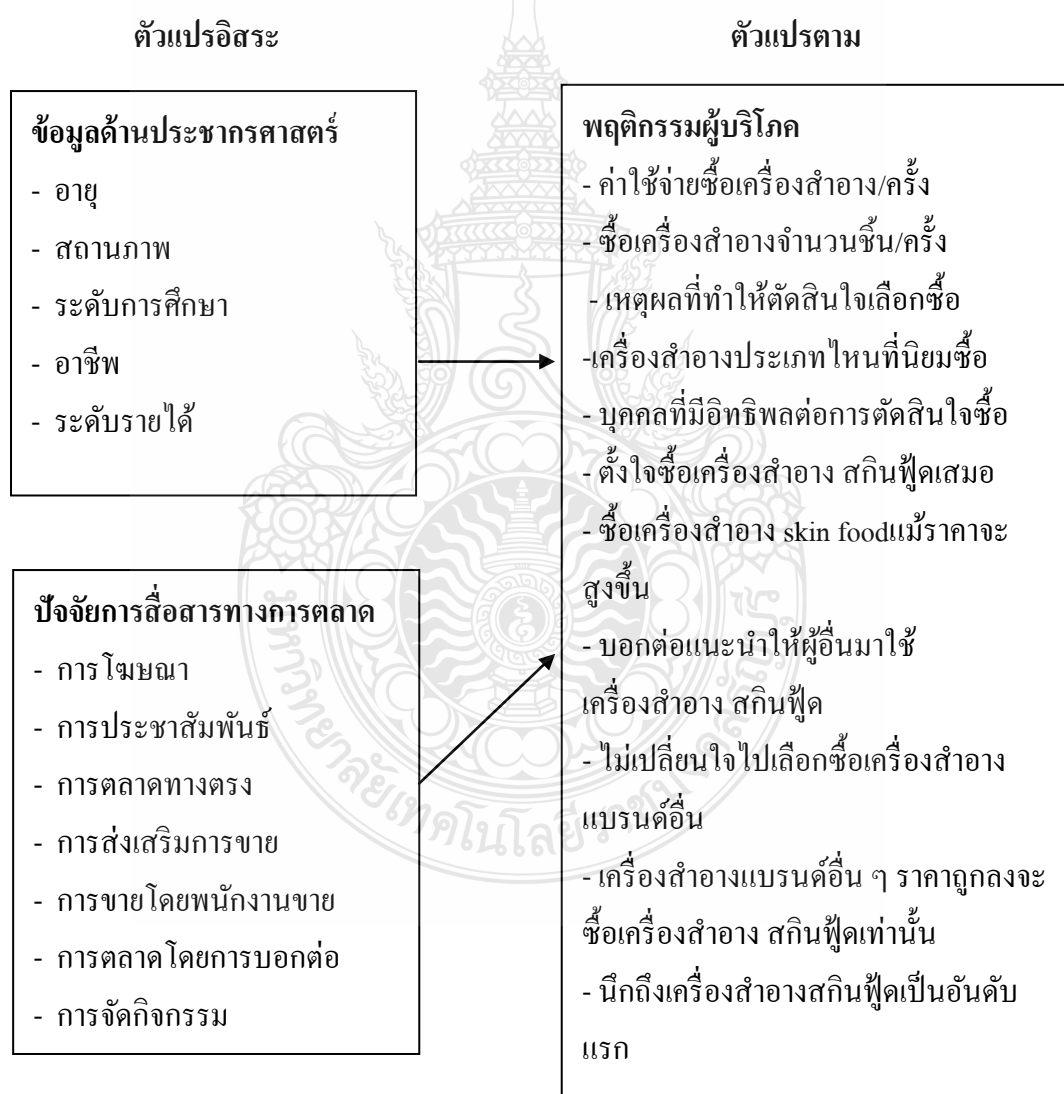 ตัวแปรอิสระ
ข้อมูลด้านประชากรศาสตร์
- อายุ
- สถานภาพ
- ระดับการศึกษา
- อาชีพ
- ระดับรายได้
ปัจจัยการสื่อสารทางการตลาด
- การโฆษณา
- การประชาสัมพันธ์
- การตลาดทางตรง
- การส่งเสริมการขาย
- การขายโดยพนักงานขาย
- การตลาดโดยการบอกต่อ
- การจัดกิจกรรม
ตัวแปรตาม
พฤติกรรมผู้บริโภค
- ค่าใช้จ่ายซื้อเครื่องสำอาง/ครั้ง
- ซื้อเครื่องสำอางจำนวนชิ้น/ครั้ง
- เหตุผลที่ทำให้ตัดสินใจเลือกซื้อ
-เครื่องสำอางประเภทไหนที่นิยมซื้อ
- บุคคลที่มีอิทธิพลต่อการตัดสินใจซื้อ
- ตั้งใจซื้อเครื่องสำอาง สกินฟู้ดเสมอ
- ซื้อเครื่องสำอาง skin foodแม้ราคาจะ
สูงขึ้น
- บอกต่อแนะนำให้ผู้อื่นมาใช้
เครื่องสำอาง สกินฟู้ด
- ไม่เปลี่ยนใจไปเลือกซื้อเครื่องสำอาง
แบรนด์อื่น
- เครื่องสำอางแบรนด์อื่น ๆ ราคาถูกลงจะ
ซื้อเครื่องสำอาง สกินฟู้ดเท่านั้น
- นึกถึงเครื่องสำอางสกินฟู้ดเป็นอันดับ
แรก